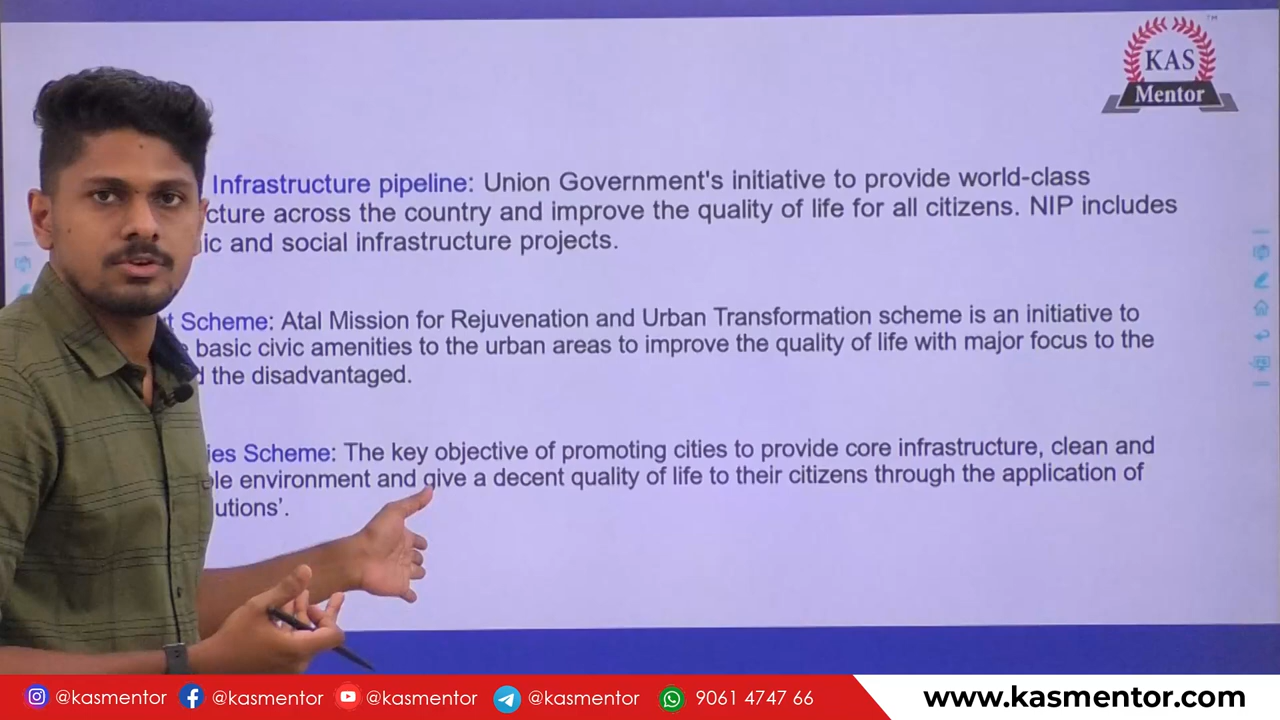 KAS
Mentor
TM
Infrastructure pipeline: Union Government's initiative to provide world-class
cture across the country and improve the quality of life for all citizens. NIP includes
ic and social infrastructure projects.
t Scheme: Atal Mission for Rejuvenation and Urban Transformation scheme is an initiative to
basic civic amenities to the urban areas to improve the quality of life with major focus to the
d the disadvantaged.
ies Scheme: The key objective of promoting cities to provide core infrastructure, clean and
le environment and give a decent quality of life to their citizens through the application of
utions’.
@kasmentor @kasmentor @kasmentor @kasmentor 9061 4747 66 www.kasmentor.com